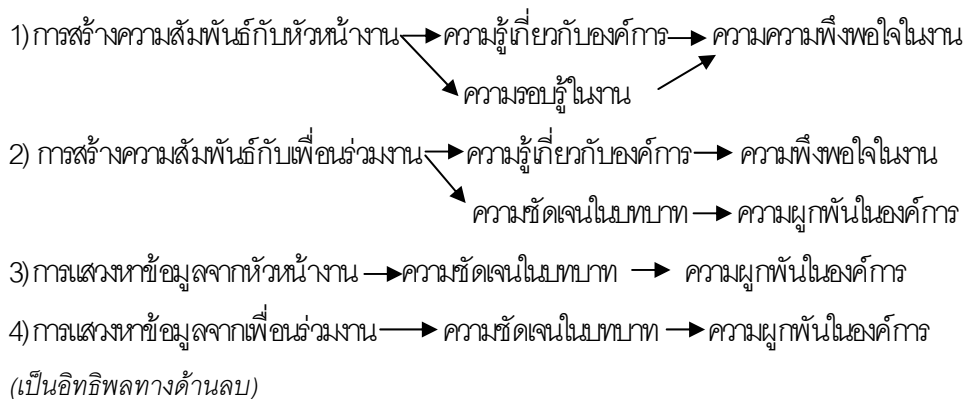 1) การสร้างความสัมพันธ์กับหัวหน้างาน ความรู้เกี่ยวกับองค์การ ความความพึงพอใจในงาน
ความรอบรู้ในงาน
2) การสร้างความสัมพันธ์กับเพื่อนร่วมงาน ความรู้เกี่ยวกับองค์การ ความพึงพอใจในงาน
ความชัดเจนในบทบาท ความผูกพันในองค์การ
3) การแสวงหาข้อมูลจากหัวหน้างาน ความชัดเจนในบทบาท ความผูกพันในองค์การ
4) การแสวงหาข้อมูลจากเพื่อนร่วมงาน ความชัดเจนในบทบาท ความผูกพันในองค์การ
(เป็นอิทธิพลทางด้านลบ)